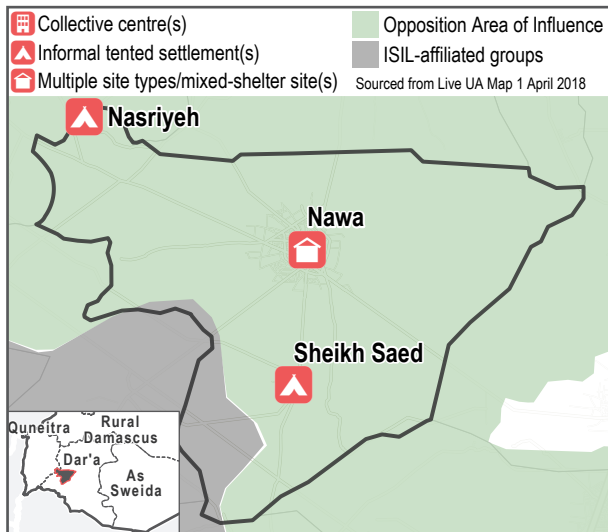 Collective centre(s)
Informal tented settlement(s)
Multiple site types/mixed-shelter site(s)
Opposition Area of Influence
ISIL-affiliated groups
Sourced from Live UA Map 1 April 2018
Nasriyeh
Nawa
Sheikh Saed
Quneitra
Rural
Damascus
Dar'a
As
Sweida